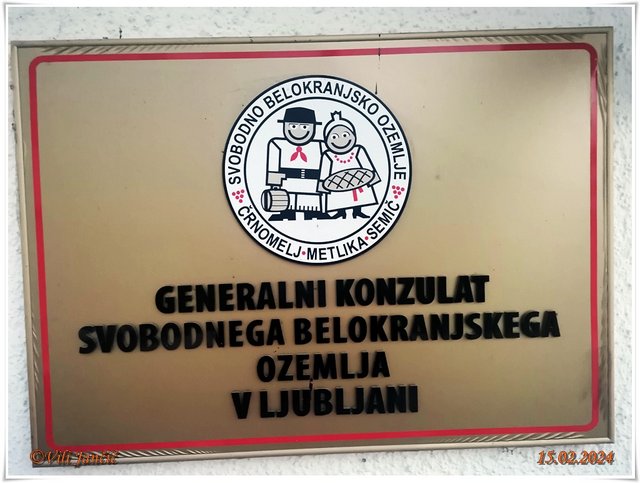 SVOBODNO BELOKRANJSKO OZEMLJE
ČRNOMELJ • METLIKA • SEMIČ
GENERALNI KONZULAT
SVOBODNEGA BELOKRANJSKEGA
OZEMLJA
V LJUBLJANI
©Vili Jančič 15.02.2024